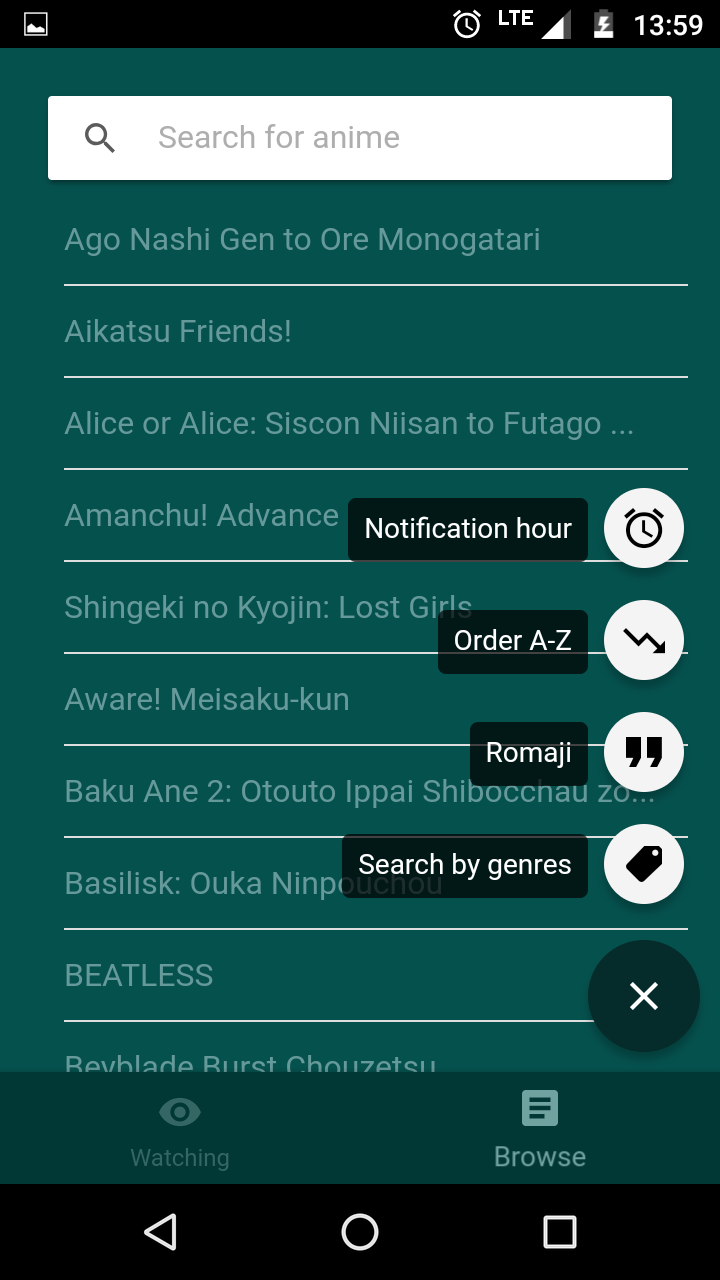 LTE 13:59
Search for anime
Ago Nashi Gen to Ore Monogatari
Aikatsu Friends!
Alice or Alice: Siscon Niisan to Futago ...
Amanchu! Advance
Notification hour
Shingeki no Kyojin: Lost Girls
Order A-Z
Aware! Meisaku-kun
Romaji
Baku Ane 2: Otouto Ippai Shibocchau zo...
Search by genres
Basilisk: Ouka Ninpouchou
BEATLESS
Beyblade Burst Chouzetsu
Watching
Browse